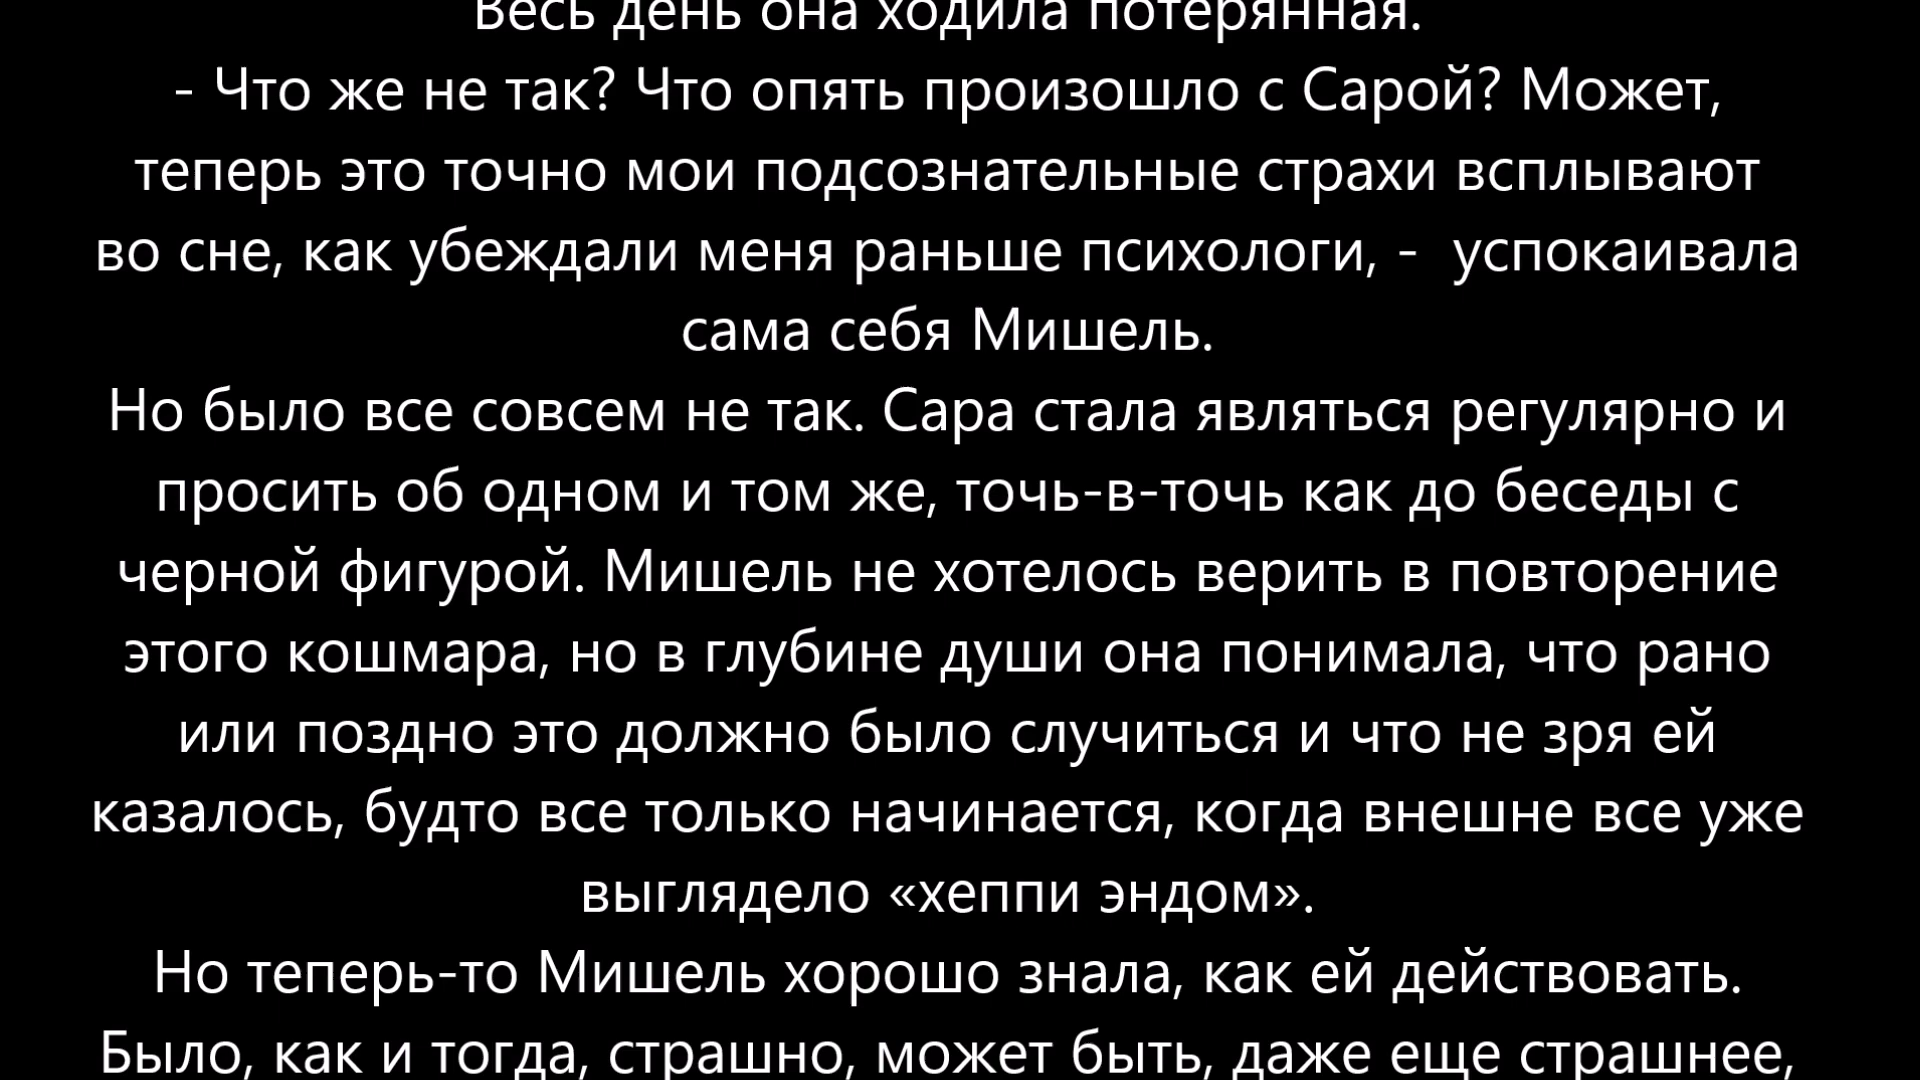 Весь день она ходила потерянная.
- Что же не так? Что опять произошло с Сарой? Может,
теперь это точно мои подсознательные страхи всплывают
во сне, как убеждали меня раньше психологи, -  успокаивала
сама себя Мишель.
Но было все совсем не так. Сара стала являться регулярно и
просить об одном и том же, точь-в-точь как до беседы с
черной фигурой. Мишель не хотелось верить в повторение
этого кошмара, но в глубине души она понимала, что рано
или поздно это должно было случиться и что не зря ей
казалось, будто все только начинается, когда внешне все уже
выглядело «хеппи эндом».
Но теперь-то Мишель хорошо знала, как ей действовать.
Было, как и тогда, страшно, может быть, даже еще страшнее,